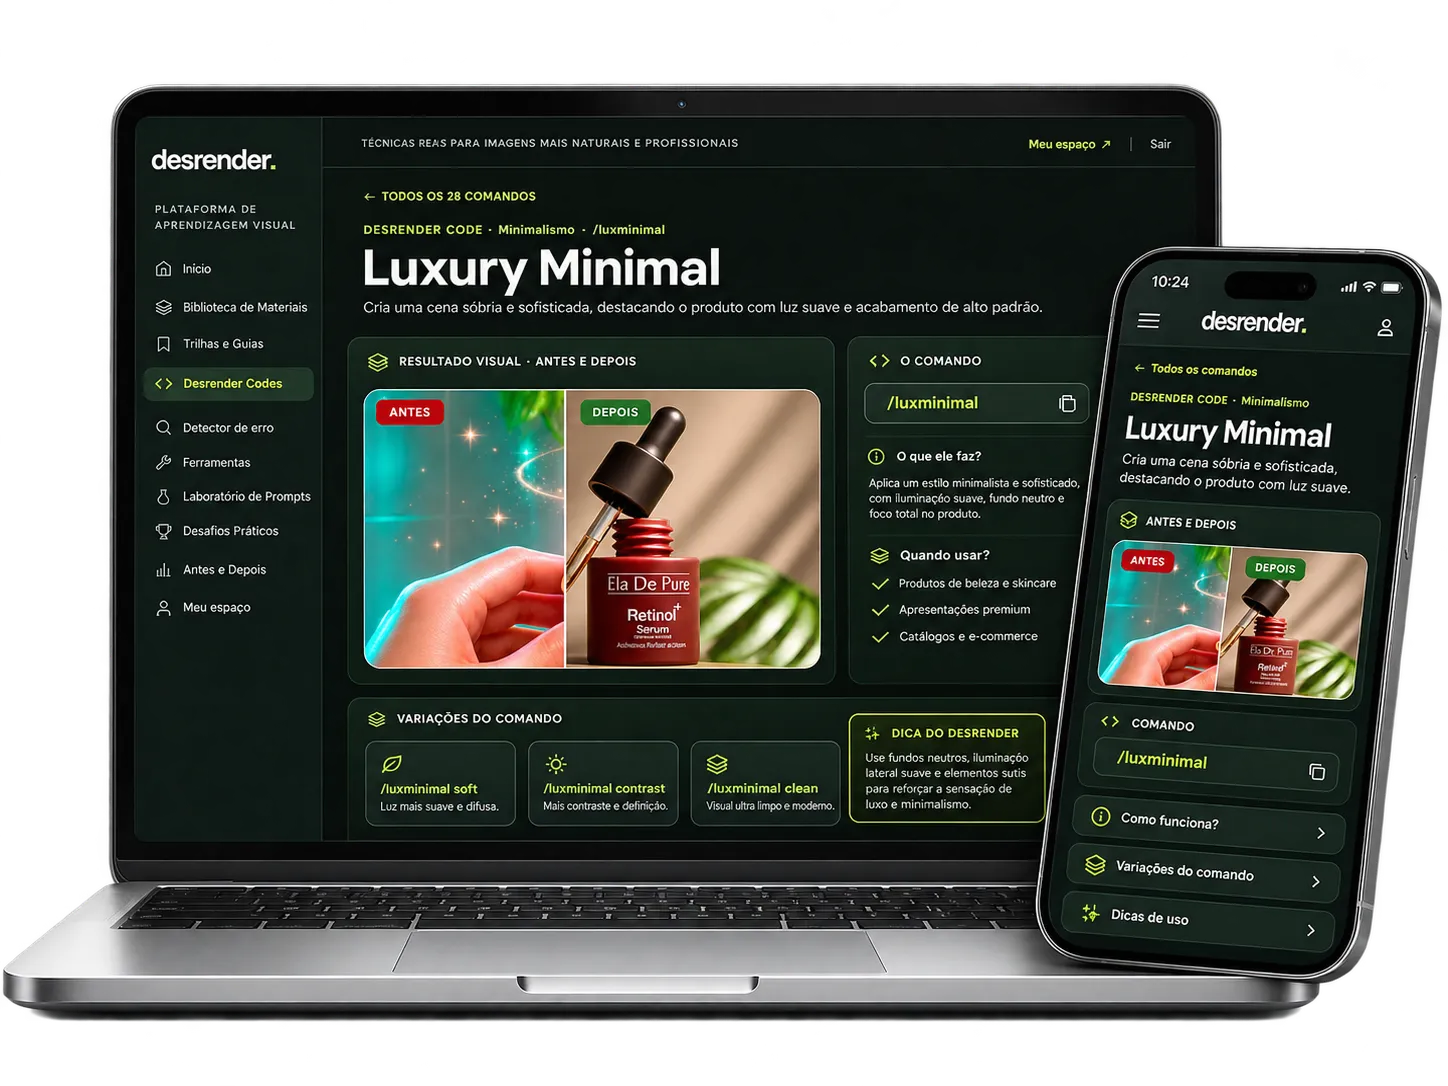 desrender.
PLATAFORMA DE
APRENDIZAGEM VISUAL
Início
Biblioteca de Materiais
Trilhas e Guias
Desrender Codes
Detector de erro
Ferramentas
Laboratório de Prompts
Desafios Práticos
Antes e Depois
Meu espaço
TÉCNICAS REAS PARA IMAGENS MAIS NATURAIS E PROFISSIONAIS
Meu espaço ↗ | Sair
← TODOS OS 28 COMANDOS
DESRENDER CODE · Minimalismo · /luxminimal
Luxury Minimal
Cria uma cena sóbria e sofisticada, destacando o produto com luz suave e acabamento de alto padrão.
RESULTADO VISUAL · ANTES E DEPOIS
ANTES
DEPOIS
Ela De Pure
Retinol+
Serum
O COMANDO
/luxminimal
O que ele faz?
Aplica um estilo minimalista e sofisticado,
com iluminação suave, fundo neutro e
foco total no produto.
Quando usar?
Produtos de beleza e skincare
Apresentações premium
Catálogos e e-commerce
VARIAÇÕES DO COMANDO
/luxminimal soft
Luz mais suave e difusa.
/luxminimal contrast
Mais contraste e definição.
/luxminimal clean
Visual ultra limpo e moderno.
DICA DO DESRENDER
Use fundos neutros, iluminação
lateral suave e elementos sutis
para reforçar a sensação de
luxo e minimalismo.
10:24
desrender.
← Todos os comandos
DESRENDER CODE · Minimalismo
Luxury Minimal
Cria uma cena sóbria e sofisticada,
destacando o produto com luz suave.
ANTES E DEPOIS
ANTES
DEPOIS
Ela De Pure
Retinol+
COMANDO
/luxminimal
Como funciona?
Variações do comando
Dicas de uso